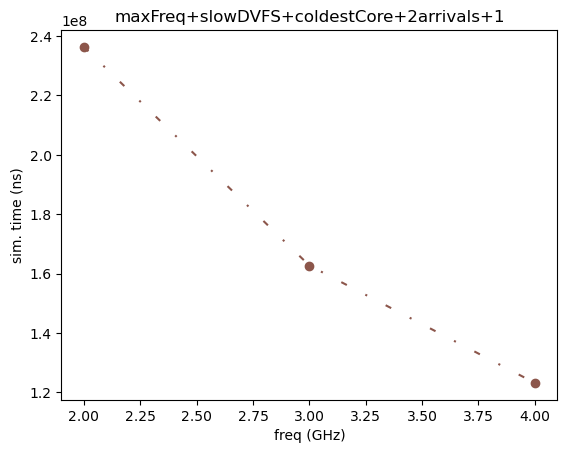 maxFreq+slowDVFS+coldestCore+2arrivals+1
1e8
2.4
2.2
2.0
1.8
1.6
1.4
1.2
sim. time (ns)
2.00 2.25 2.50 2.75 3.00 3.25 3.50 3.75 4.00
freq (GHz)